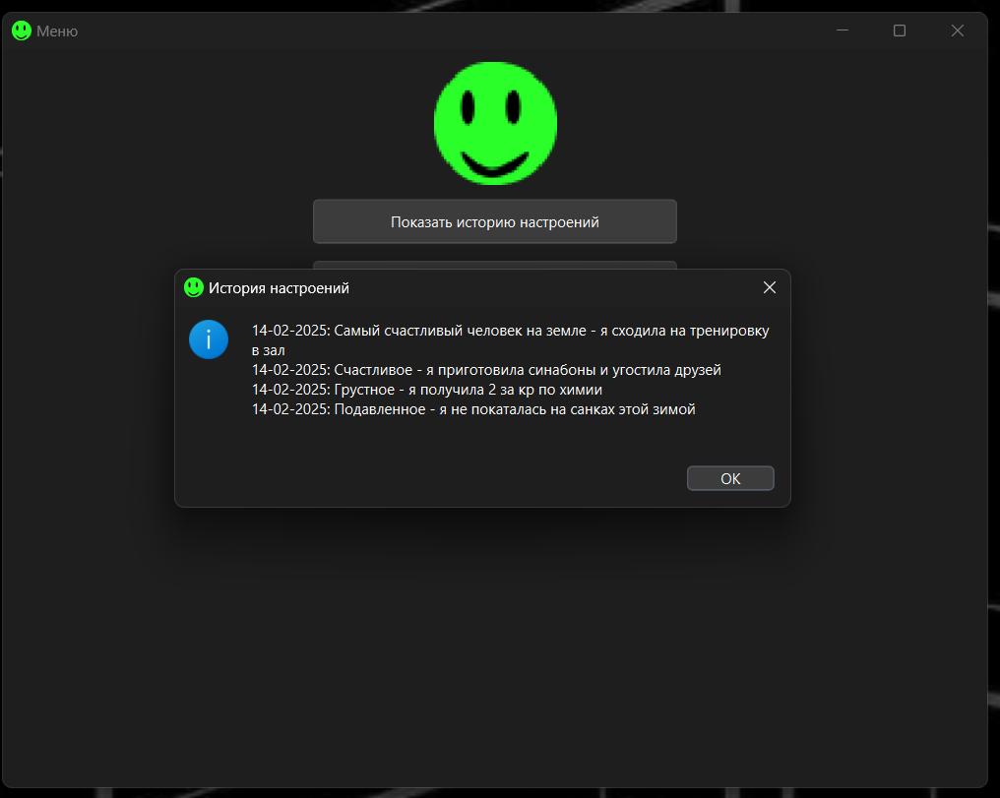 Меню
Показать историю настроений
История настроений
14-02-2025: Самый счастливый человек на земле - я сходила на тренировку
в зал
14-02-2025: Счастливое - я приготовила синабоны и угостила друзей
14-02-2025: Грустное - я получила 2 за кр по химии
14-02-2025: Подавленное - я не покаталась на санках этой зимой
OK